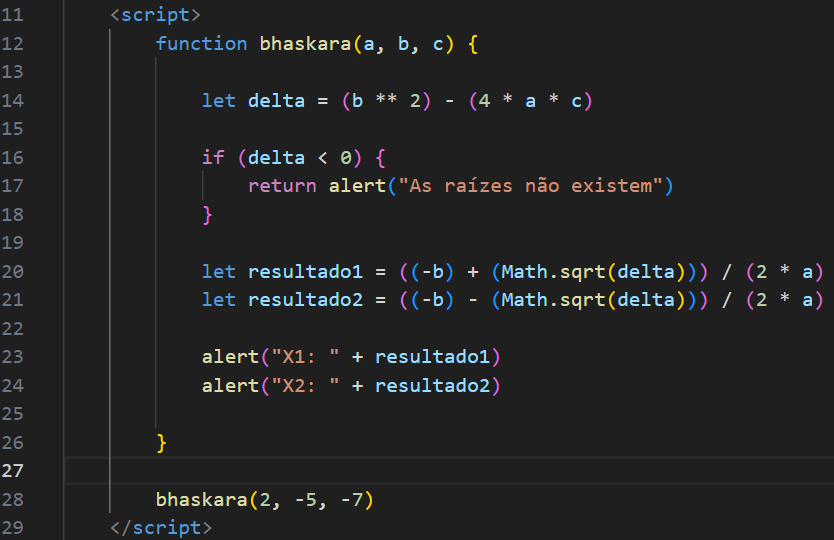 11 <script>
12 function bhaskara(a, b, c) {
13
14 let delta = (b ** 2) - (4 * a * c)
15
16 if (delta < 0) {
17 return alert("As raízes não existem")
18 }
19
20 let resultado1 = ((-b) + (Math.sqrt(delta))) / (2 * a)
21 let resultado2 = ((-b) - (Math.sqrt(delta))) / (2 * a)
22
23 alert("X1: " + resultado1)
24 alert("X2: " + resultado2)
25
26 }
27
28 bhaskara(2, -5, -7)
29 </script>